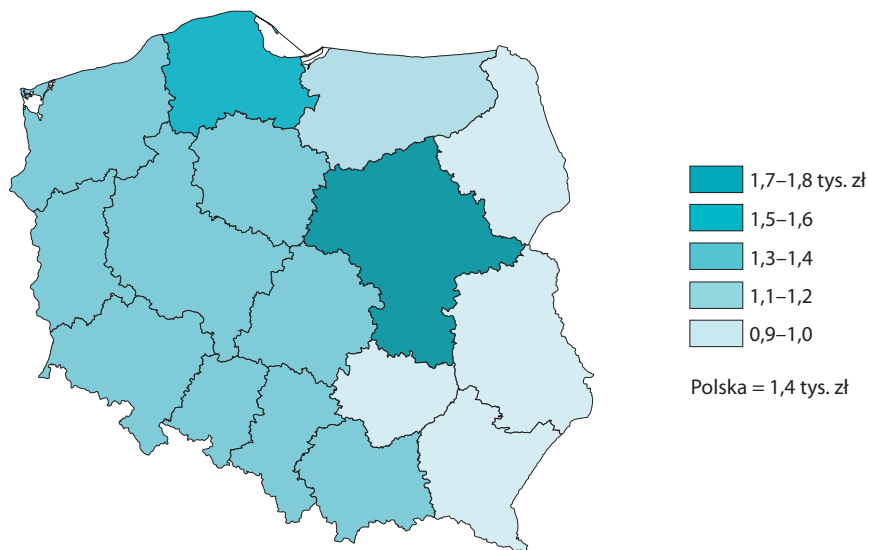 1,7–1,8 tys. zł
1,5–1,6
1,3–1,4
1,1–1,2
0,9–1,0
Polska = 1,4 tys. zł